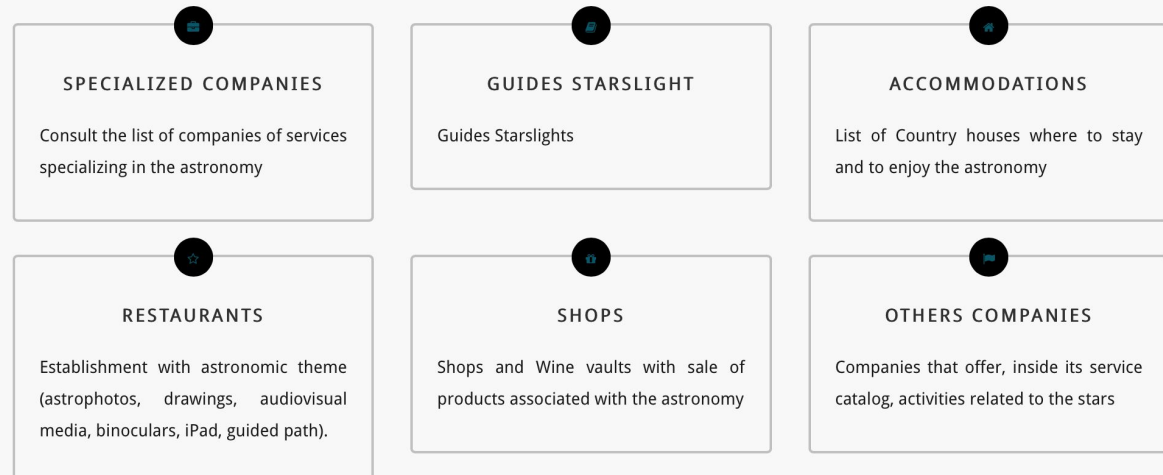 SPECIALIZED COMPANIES
Consult the list of companies of services
specializing in the astronomy
GUIDES STARSLIGHT
Guides Starslights
ACCOMMODATIONS
List of Country houses where to stay
and to enjoy the astronomy
RESTAURANTS
Establishment with astronomic theme
(astrophotos, drawings, audiovisual
media, binoculars, iPad, guided path).
SHOPS
Shops and Wine vaults with sale of
products associated with the astronomy
OTHERS COMPANIES
Companies that offer, inside its service
catalog, activities related to the stars